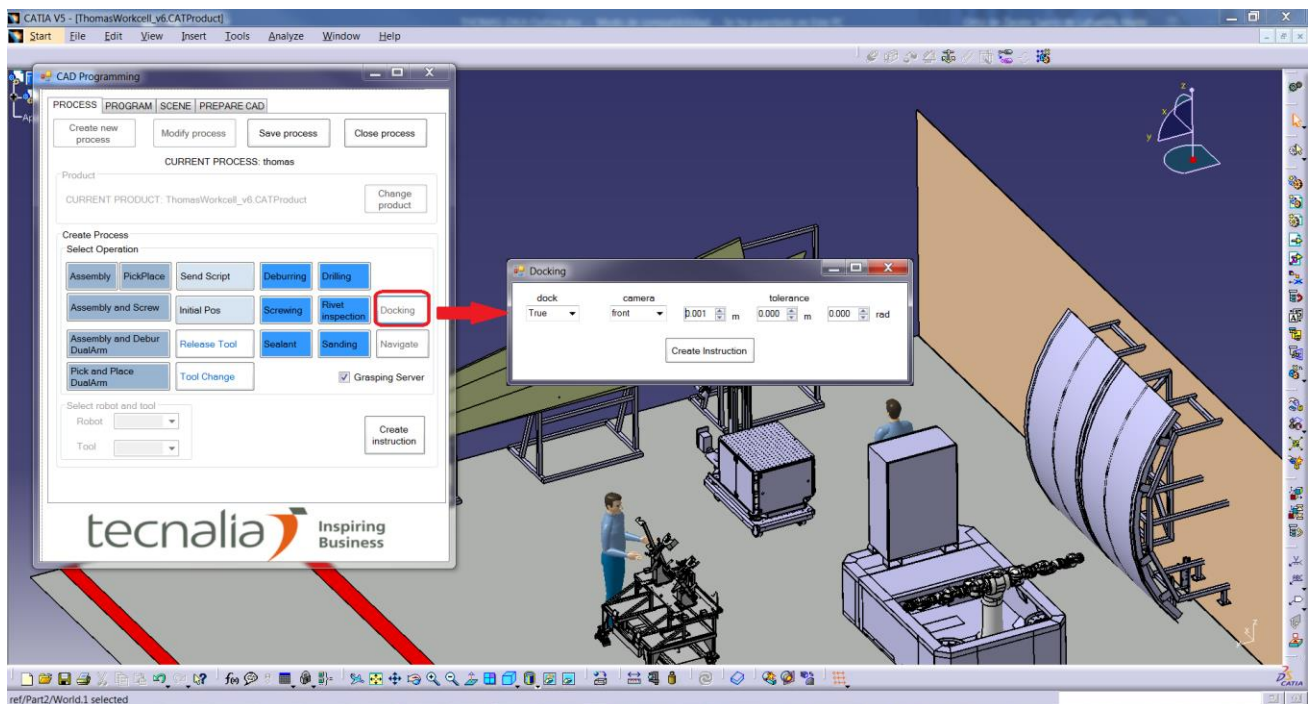 CATIA V5 - [ThomasWorkcell_v6.CATProduct]
Start File Edit View Insert Tools Analyze Window Help
CAD Programming
PROCESS PROGRAM SCENE PREPARE CAD
Create new process
Modify process
Save process
Close process
CURRENT PROCESS: thomas
Product
CURRENT PRODUCT: ThomasWorkcell_v6.CATProduct
Change product
Create Process
Select Operation
Assembly PickPlace Send Script Deburring Drilling
Assembly and Screw Initial Pos Screwing Rivet inspection Docking
Assembly and Debur DualArm Release Tool Sealant Sanding Navigate
Pick and Place DualArm Tool Change Grasping Server
Select robot and tool
Robot
Tool
Create instruction
tecnalia Inspiring Business
Docking
dock camera tolerance
True front 0.001 m 0.000 m 0.000 rad
Create Instruction
z
x
y
CATIA
ref/Part2/World.1 selected